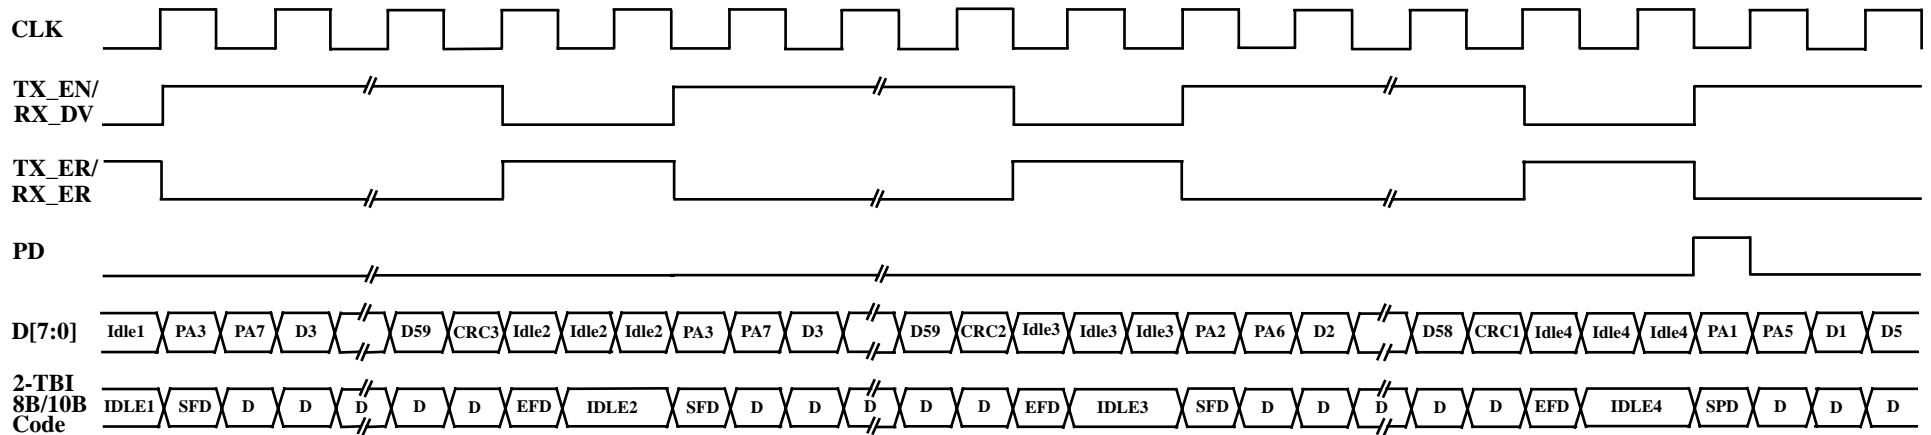 CLK
TX_EN/
RX_DV
TX_ER/
RX_ER
PD
D[7:0] Idle1 PA3 PA7 D3 D59 CRC3 Idle2 Idle2 Idle2 PA3 PA7 D3 D59 CRC2 Idle3 Idle3 Idle3 PA2 PA6 D2 D58 CRC1 Idle4 Idle4 Idle4 PA1 PA5 D1 D5
2-TBI
8B/10B IDLE1 SFD D D D D D EFD IDLE2 SFD D D D D D EFD IDLE3 SFD D D D D D EFD IDLE4 SPD D D D
Code